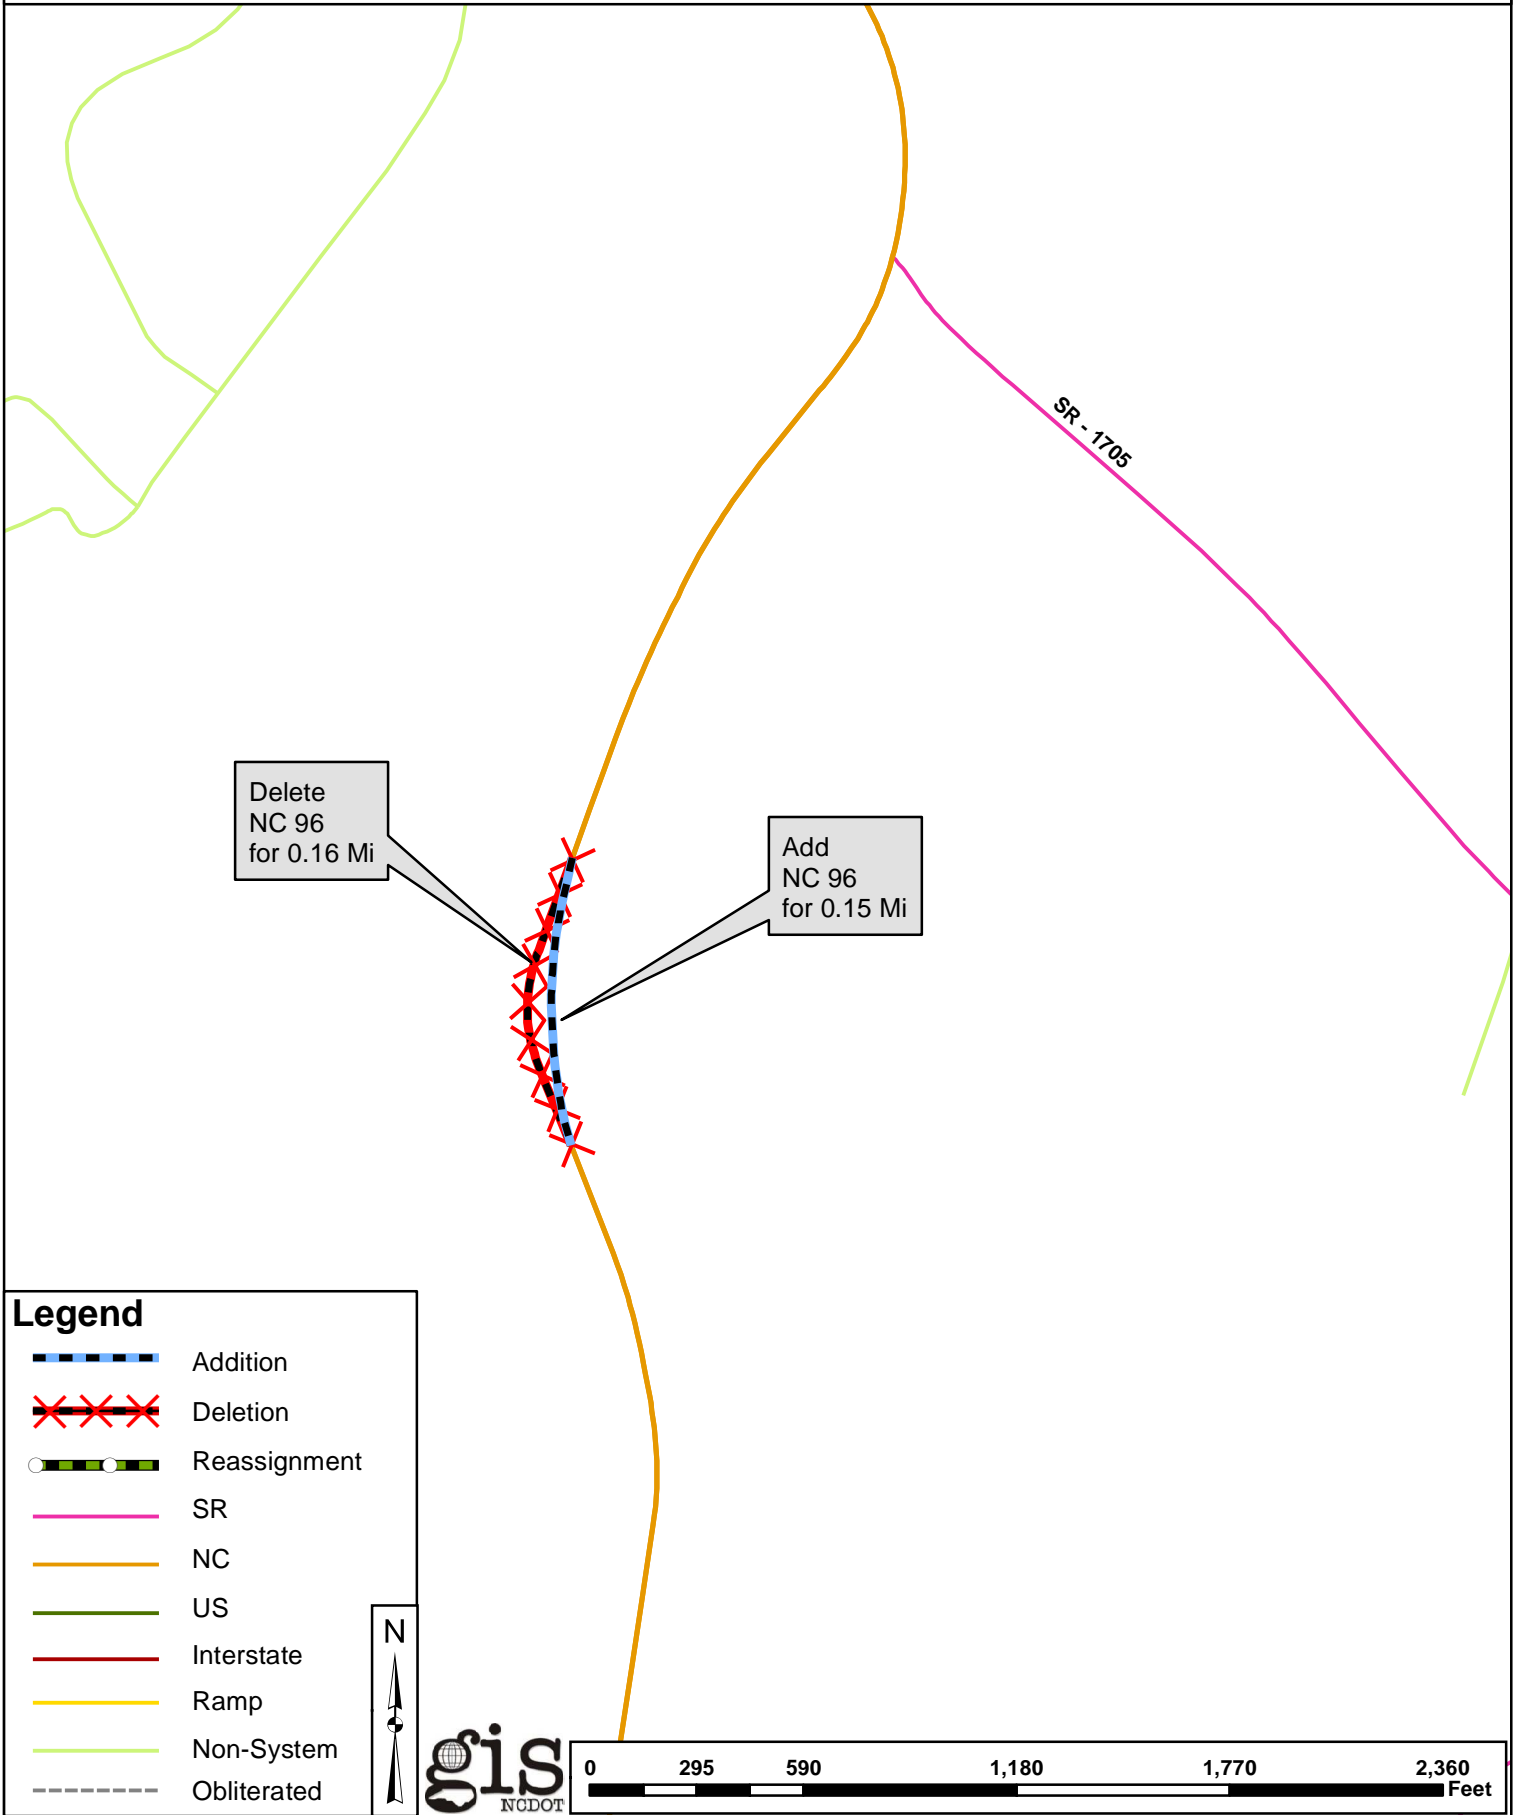 SR - 1705
Delete
NC 96
for 0.16 Mi
Add
NC 96
for 0.15 Mi
Legend
Addition
Deletion
Reassignment
SR
NC
US
Interstate
Ramp
Non-System
Obliterated
N
gis
NCDOT
0 295 590 1,180 1,770 2,360
Feet